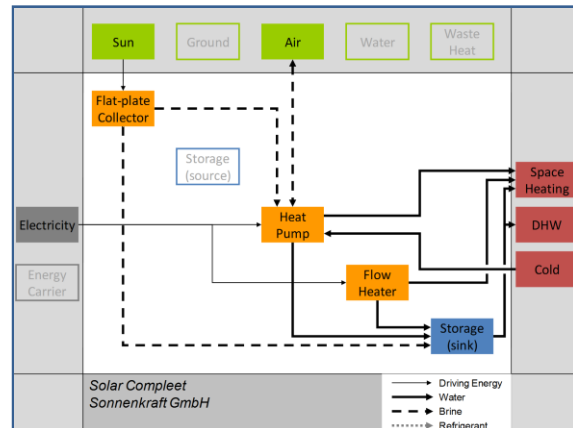 Sun
Ground
Air
Water
Waste
Heat
Flat-plate
Collector
Storage
(source)
Space
Heating
Electricity
Heat
Pump
DHW
Energy
Carrier
Flow
Heater
Cold
Storage
(sink)
Solar Compleet
Sonnenkraft GmbH
Driving Energy
Water
Brine
Refrigerant